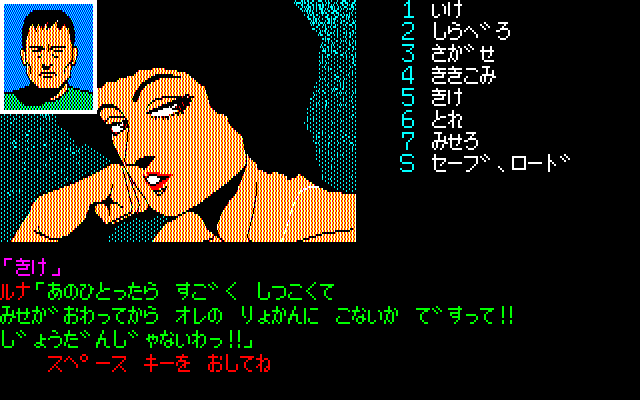 1 いけ
2 しらべろ
3 さがせ
4 ききこみ
5 きけ
6 とれ
7 みせろ
S セーブ、ロード
「きけ」
ルナ「あのひとったら すごく しつこくて
みせが おわってから オレの りょかんに こないか ですって!!
じょうだんじゃないわっ!!」
スペース キーを おしてね